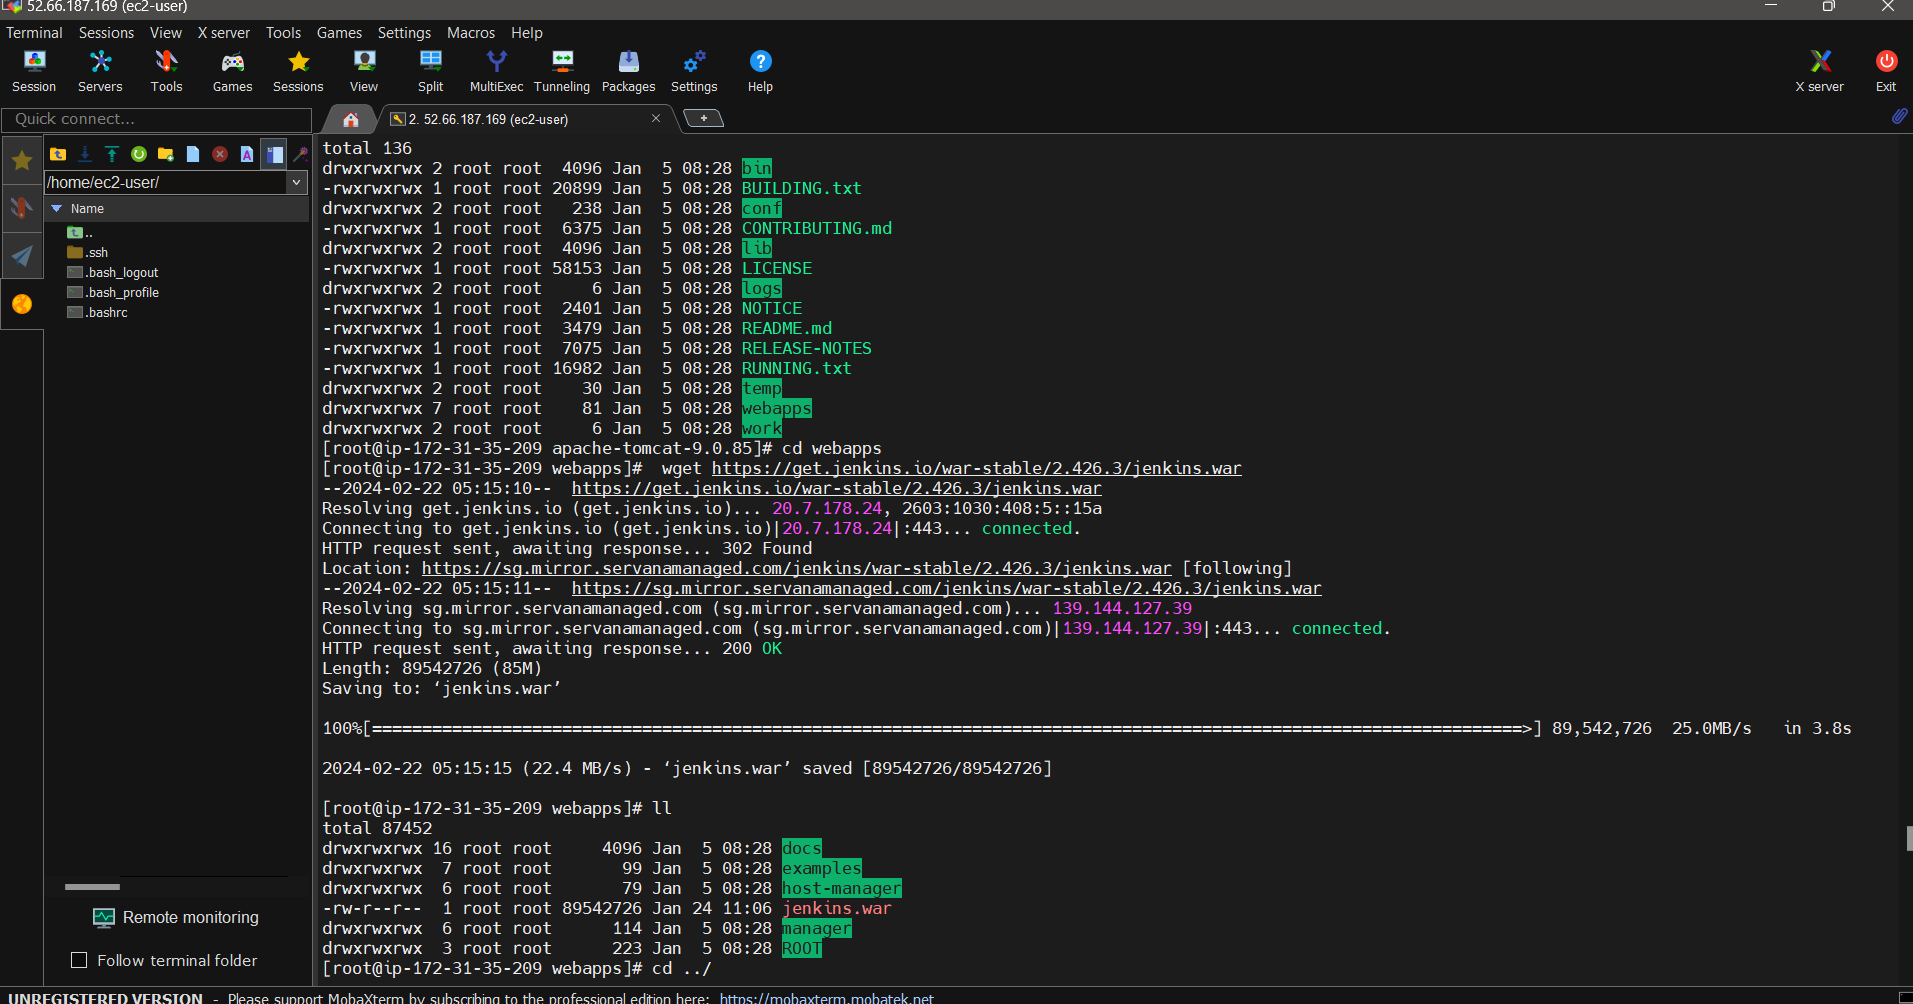 52.66.187.169 (ec2-user)
Terminal Sessions View X server Tools Games Settings Macros Help
Session Servers Tools Games Sessions View Split MultiExec Tunneling Packages Settings Help X server Exit
Quick connect...
2. 52.66.187.169 (ec2-user)
/home/ec2-user/
Name
..
.ssh
.bash_logout
.bash_profile
.bashrc
Remote monitoring
Follow terminal folder
total 136
drwxrwxrwx 2 root root  4096 Jan  5 08:28 bin
-rwxrwxrwx 1 root root 20899 Jan  5 08:28 BUILDING.txt
drwxrwxrwx 2 root root   238 Jan  5 08:28 conf
-rwxrwxrwx 1 root root  6375 Jan  5 08:28 CONTRIBUTING.md
drwxrwxrwx 2 root root  4096 Jan  5 08:28 lib
-rwxrwxrwx 1 root root 58153 Jan  5 08:28 LICENSE
drwxrwxrwx 2 root root     6 Jan  5 08:28 logs
-rwxrwxrwx 1 root root  2401 Jan  5 08:28 NOTICE
-rwxrwxrwx 1 root root  3479 Jan  5 08:28 README.md
-rwxrwxrwx 1 root root  7075 Jan  5 08:28 RELEASE-NOTES
-rwxrwxrwx 1 root root 16982 Jan  5 08:28 RUNNING.txt
drwxrwxrwx 2 root root    30 Jan  5 08:28 temp
drwxrwxrwx 7 root root    81 Jan  5 08:28 webapps
drwxrwxrwx 2 root root     6 Jan  5 08:28 work
[root@ip-172-31-35-209 apache-tomcat-9.0.85]# cd webapps
[root@ip-172-31-35-209 webapps]#  wget https://get.jenkins.io/war-stable/2.426.3/jenkins.war
--2024-02-22 05:15:10--  https://get.jenkins.io/war-stable/2.426.3/jenkins.war
Resolving get.jenkins.io (get.jenkins.io)... 20.7.178.24, 2603:1030:408:5::15a
Connecting to get.jenkins.io (get.jenkins.io)|20.7.178.24|:443... connected.
HTTP request sent, awaiting response... 302 Found
Location: https://sg.mirror.servanamanaged.com/jenkins/war-stable/2.426.3/jenkins.war [following]
--2024-02-22 05:15:11--  https://sg.mirror.servanamanaged.com/jenkins/war-stable/2.426.3/jenkins.war
Resolving sg.mirror.servanamanaged.com (sg.mirror.servanamanaged.com)... 139.144.127.39
Connecting to sg.mirror.servanamanaged.com (sg.mirror.servanamanaged.com)|139.144.127.39|:443... connected.
HTTP request sent, awaiting response... 200 OK
Length: 89542726 (85M)
Saving to: ‘jenkins.war’
100%[===================================================================================================================>] 89,542,726  25.0MB/s   in 3.8s
2024-02-22 05:15:15 (22.4 MB/s) - ‘jenkins.war’ saved [89542726/89542726]
[root@ip-172-31-35-209 webapps]# ll
total 87452
drwxrwxrwx 16 root root     4096 Jan  5 08:28 docs
drwxrwxrwx  7 root root       99 Jan  5 08:28 examples
drwxrwxrwx  6 root root       79 Jan  5 08:28 host-manager
-rw-r--r--  1 root root 89542726 Jan 24 11:06 jenkins.war
drwxrwxrwx  6 root root      114 Jan  5 08:28 manager
drwxrwxrwx  3 root root      223 Jan  5 08:28 ROOT
[root@ip-172-31-35-209 webapps]# cd ../
UNREGISTERED VERSION - Please support MobaXterm by subscribing to the professional edition here: https://mobaxterm.mobatek.net